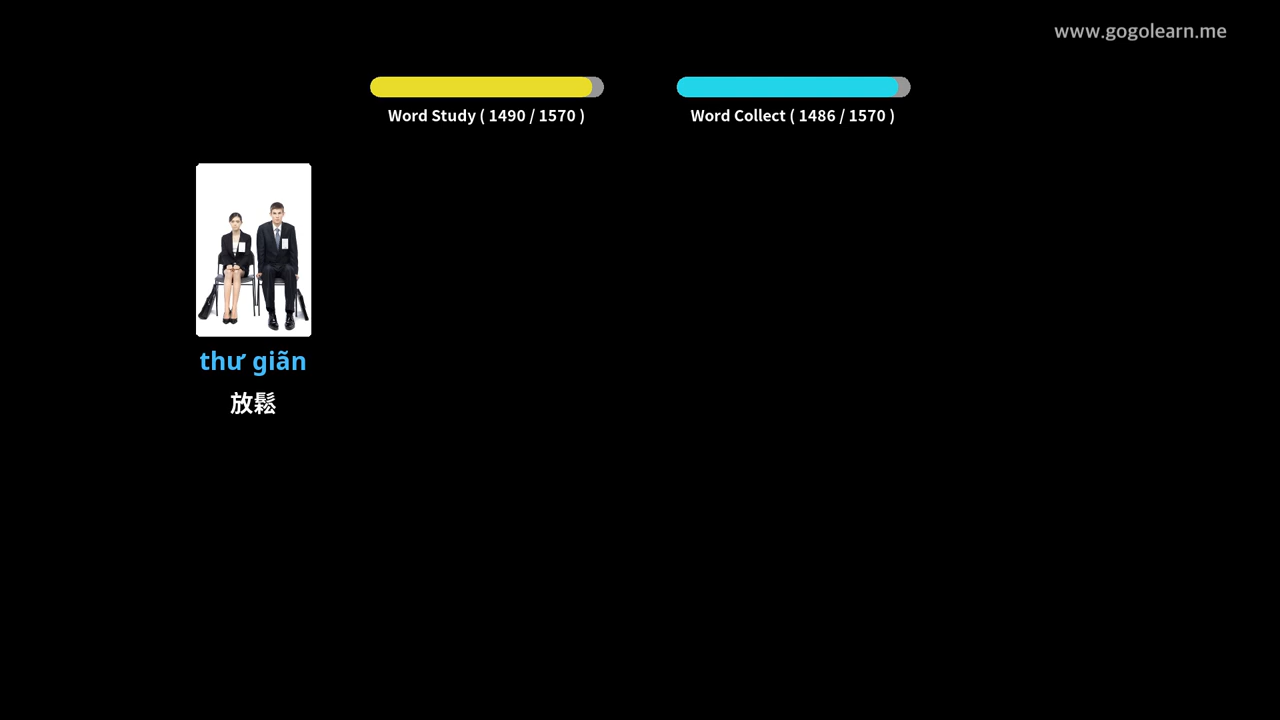 www.gogolearn.me
Word Study ( 1490 / 1570 )
Word Collect ( 1486 / 1570 )
thư giãn
放鬆